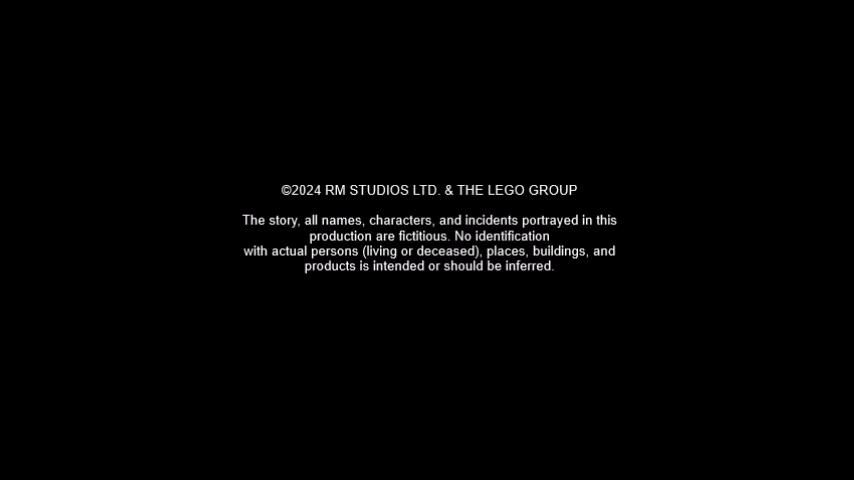 ©2024 RM STUDIOS LTD. & THE LEGO GROUP
The story, all names, characters, and incidents portrayed in this
production are fictitious. No identification
with actual persons (living or deceased), places, buildings, and
products is intended or should be inferred.